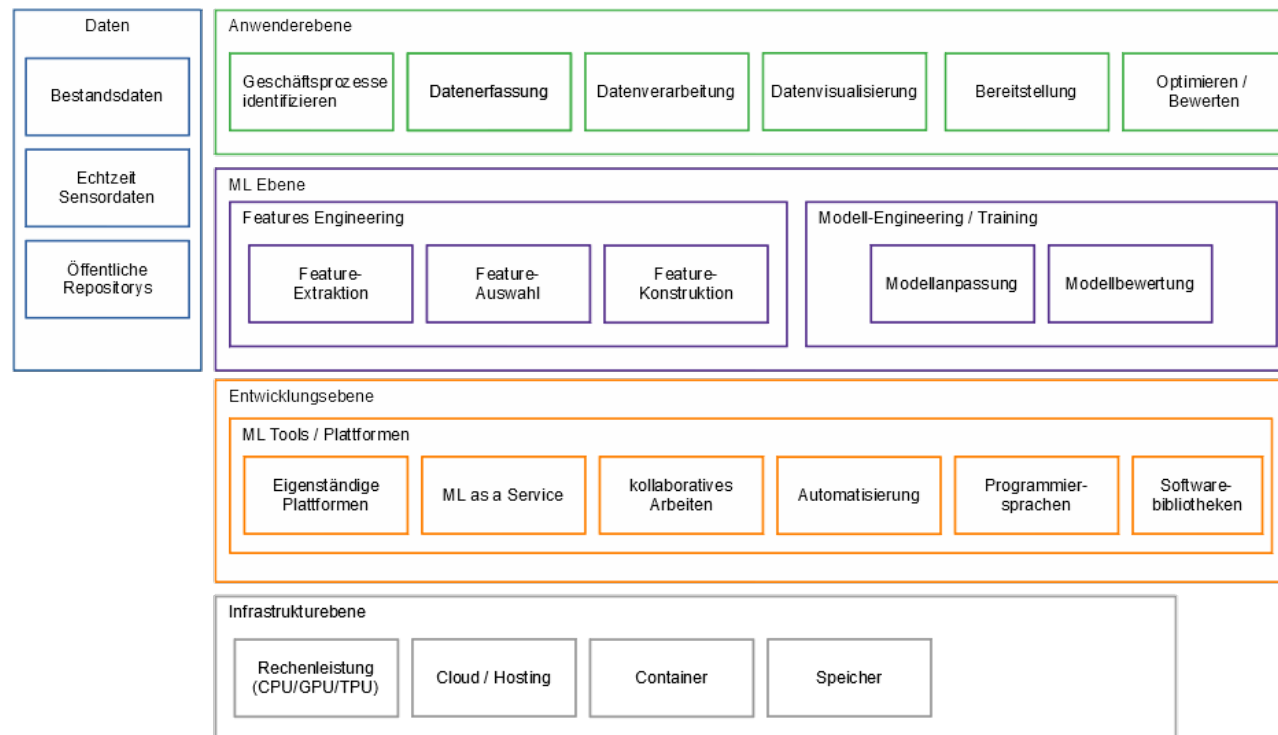 Daten
Bestandsdaten
Echtzeit
Sensordaten
Öffentliche
Repositorys
Anwenderebene
Geschäftsprozesse
identifizieren
Datenerfassung
Datenverarbeitung
Datenvisualisierung
Bereitstellung
Optimieren /
Bewerten
ML Ebene
Features Engineering
Feature-
Extraktion
Feature-
Auswahl
Feature-
Konstruktion
Modell-Engineering / Training
Modellanpassung
Modellbewertung
Entwicklungsebene
ML Tools / Plattformen
Eigenständige
Plattformen
ML as a Service
kollaboratives
Arbeiten
Automatisierung
Programmier-
sprachen
Software-
bibliotheken
Infrastrukturebene
Rechenleistung
(CPU/GPU/TPU)
Cloud / Hosting
Container
Speicher